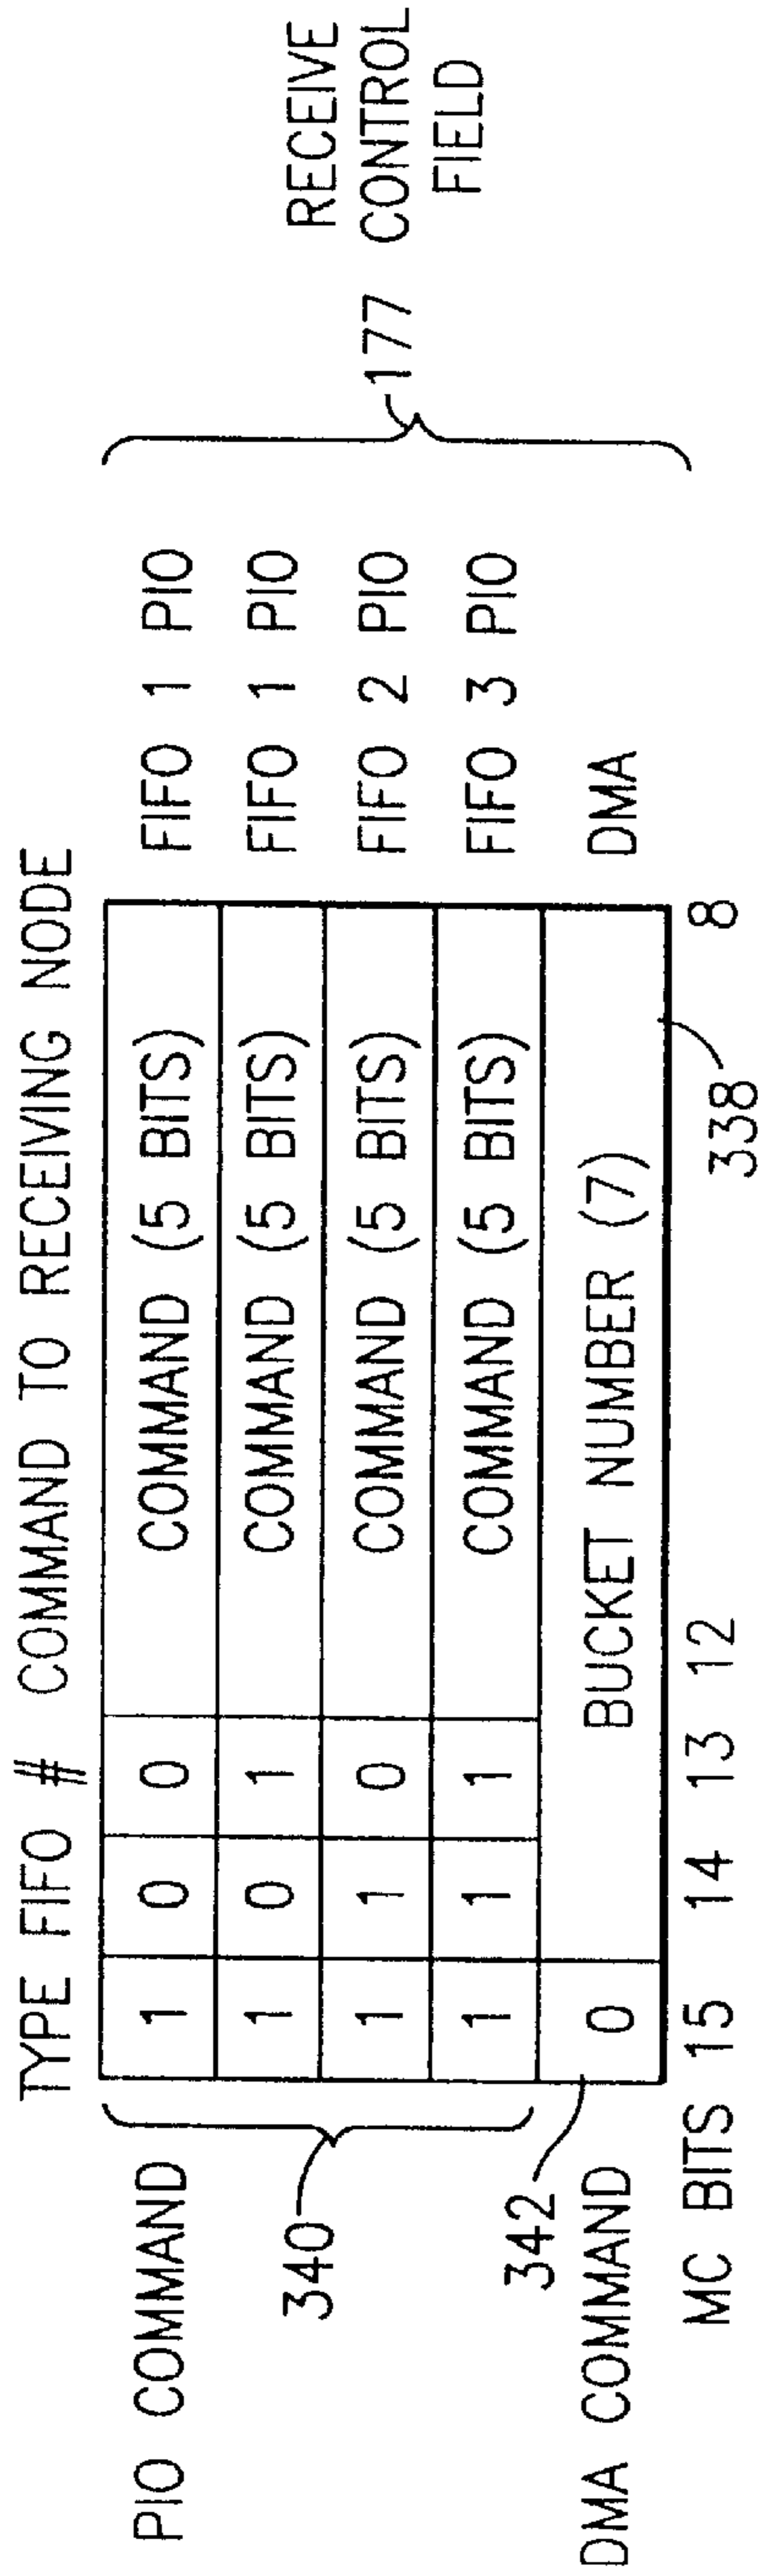 TYPE FIFO # COMMAND TO RECEIVING NODE
PIO COMMAND
1 0 0 COMMAND (5 BITS) FIFO 1 PIO
1 0 1 COMMAND (5 BITS) FIFO 1 PIO
1 1 0 COMMAND (5 BITS) FIFO 2 PIO
1 1 1 COMMAND (5 BITS) FIFO 3 PIO
340
342
DMA COMMAND 0 BUCKET NUMBER (7) DMA
MC BITS 15 14 13 12 8
338
177
RECEIVE
CONTROL
FIELD